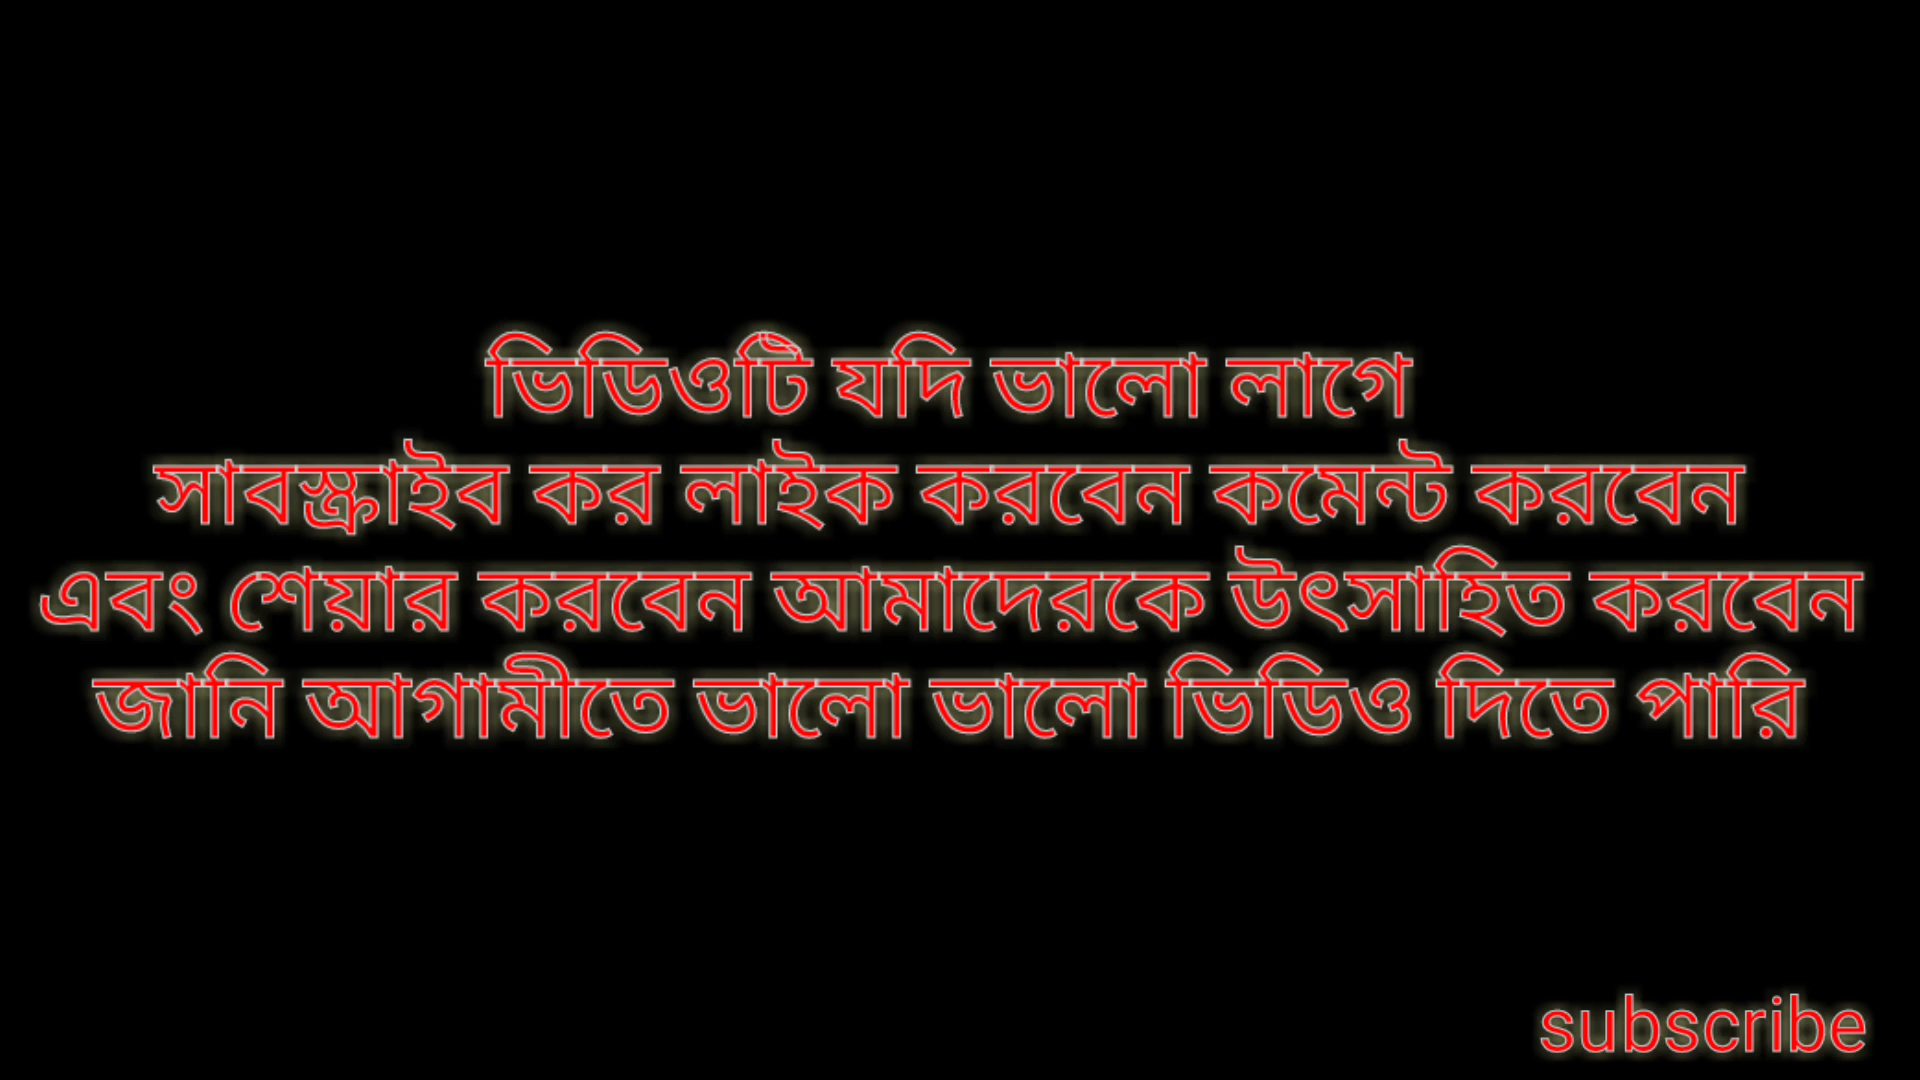 ভিডিওটি যদি ভালো লাগে
সাবস্ক্রাইব কর লাইক করবেন কমেন্ট করবেন
এবং শেয়ার করবেন আমাদেরকে উৎসাহিত করবেন
জানি আগামীতে ভালো ভালো ভিডিও দিতে পারি
subscribe